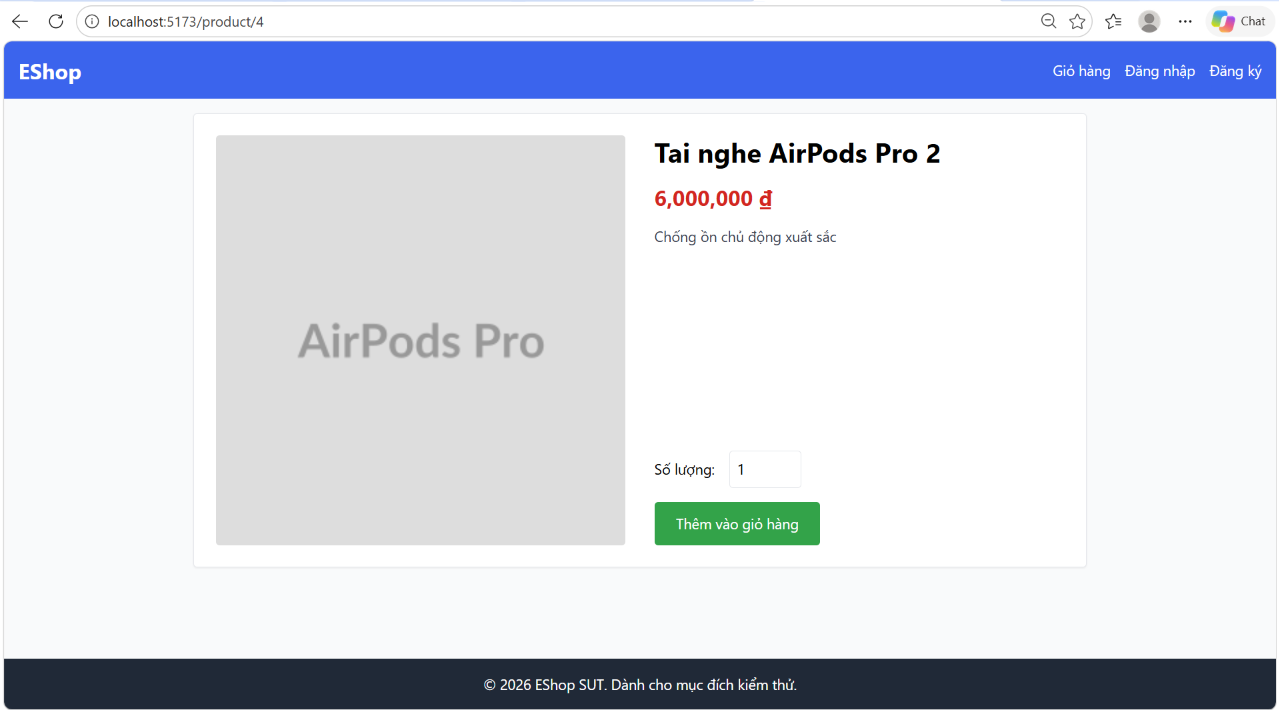 localhost:5173/product/4
Chat
EShop
Giỏ hàng Đăng nhập Đăng ký
AirPods Pro
Tai nghe AirPods Pro 2
6,000,000 ₫
Chống ồn chủ động xuất sắc
Số lượng: 1
Thêm vào giỏ hàng
© 2026 EShop SUT. Dành cho mục đích kiểm thử.